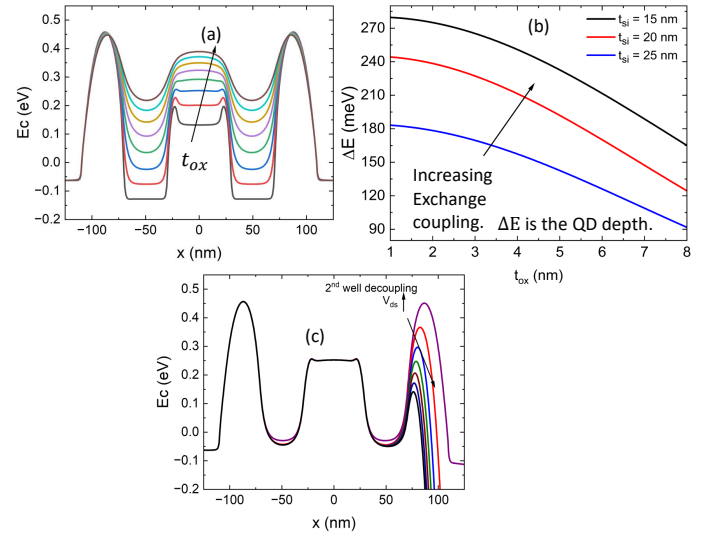 (a)
t_ox
Ec (eV)
0.5
0.4
0.3
0.2
0.1
0.0
−0.1
−0.2
−100
−50
0
50
100
x (nm)
(b)
t_si = 15 nm
t_si = 20 nm
t_si = 25 nm
ΔE (meV)
270
240
210
180
150
120
90
Increasing
Exchange
coupling.
ΔE is the QD depth.
1
2
3
4
5
6
7
8
t_ox (nm)
2nd well decoupling
V_ds
(c)
Ec (eV)
0.5
0.4
0.3
0.2
0.1
0.0
−0.1
−0.2
−100
−50
0
50
100
x (nm)